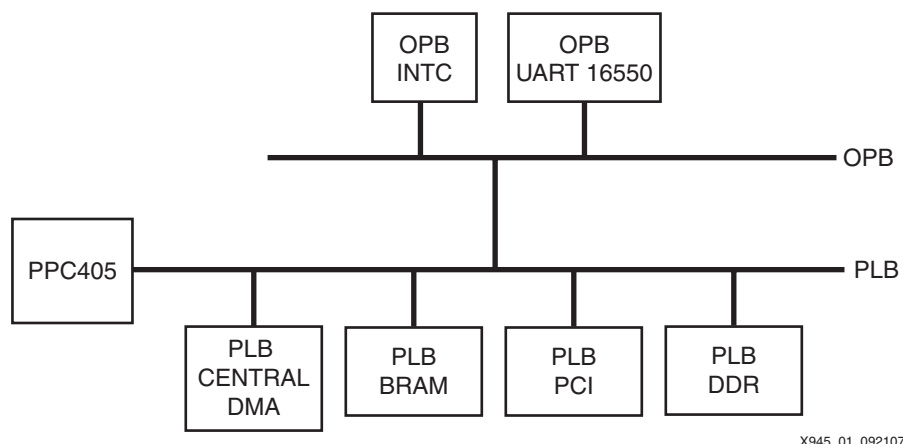 OPB
INTC
OPB
UART 16550
OPB
PPC405
PLB
PLB
CENTRAL
DMA
PLB
BRAM
PLB
PCI
PLB
DDR
X945_01_092107